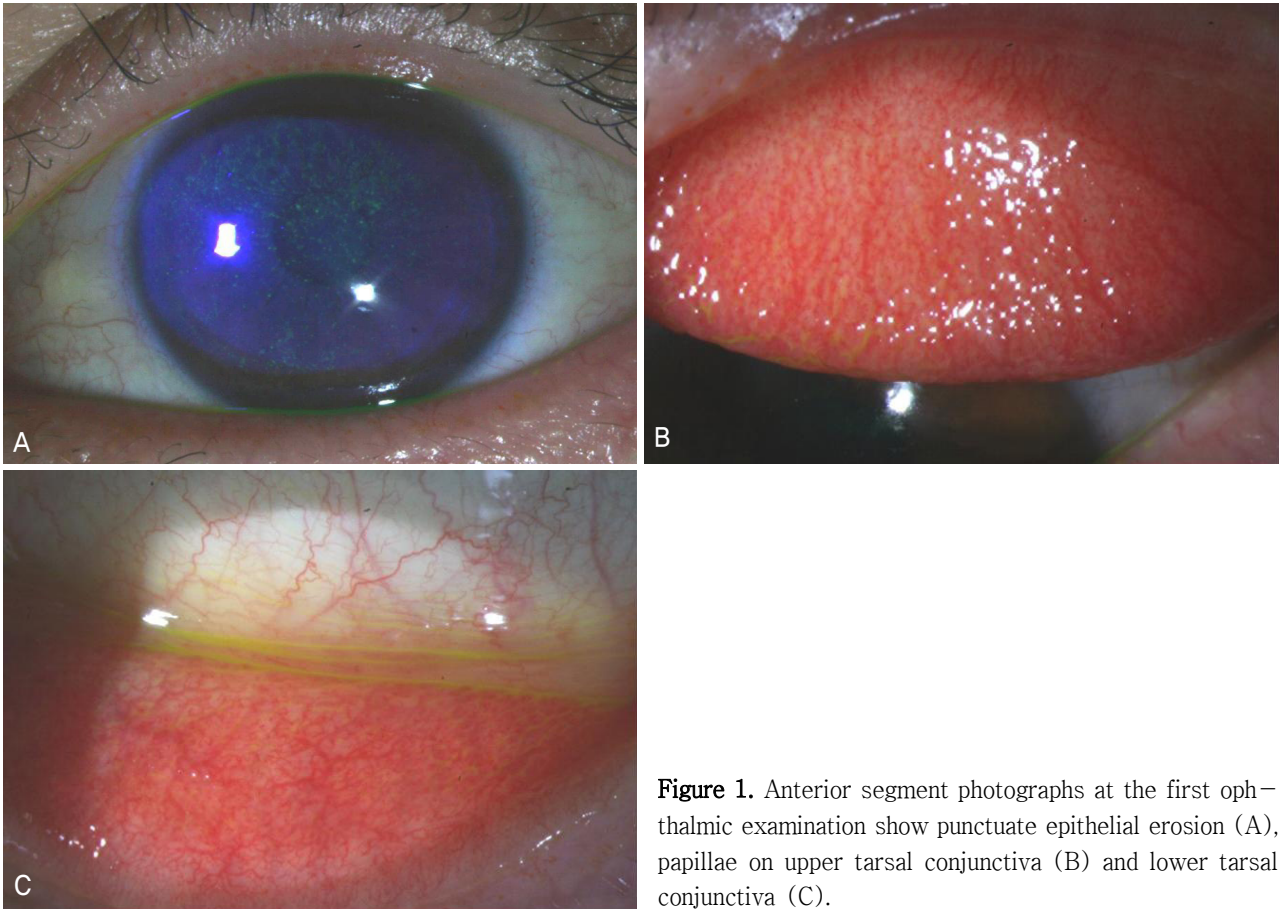 A
B
C
Figure 1. Anterior segment photographs at the first oph-
thalmic examination show punctuate epithelial erosion (A),
papillae on upper tarsal conjunctiva (B) and lower tarsal
conjunctiva (C).